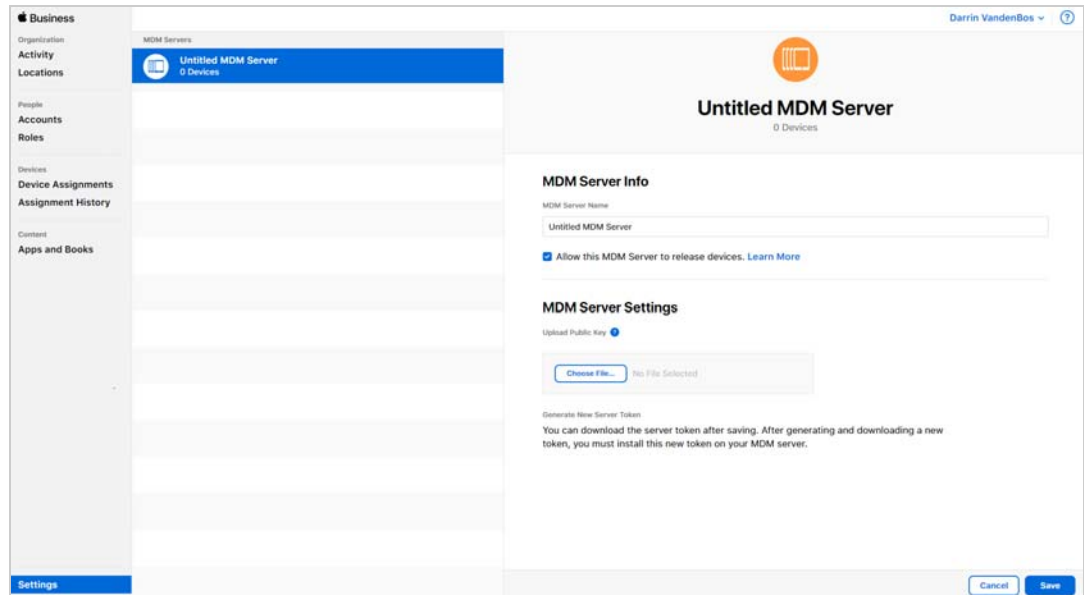 Business
Darrin VandenBos
?
Organization
Activity
Locations
People
Accounts
Roles
Devices
Device Assignments
Assignment History
Content
Apps and Books
Settings
MDM Servers
Untitled MDM Server
0 Devices
Untitled MDM Server
0 Devices
MDM Server Info
MDM Server Name
Untitled MDM Server
Allow this MDM Server to release devices. Learn More
MDM Server Settings
Upload Public Key ?
Choose File... No File Selected
Generate New Server Token
You can download the server token after saving. After generating and downloading a new
token, you must install this new token on your MDM server.
Cancel Save